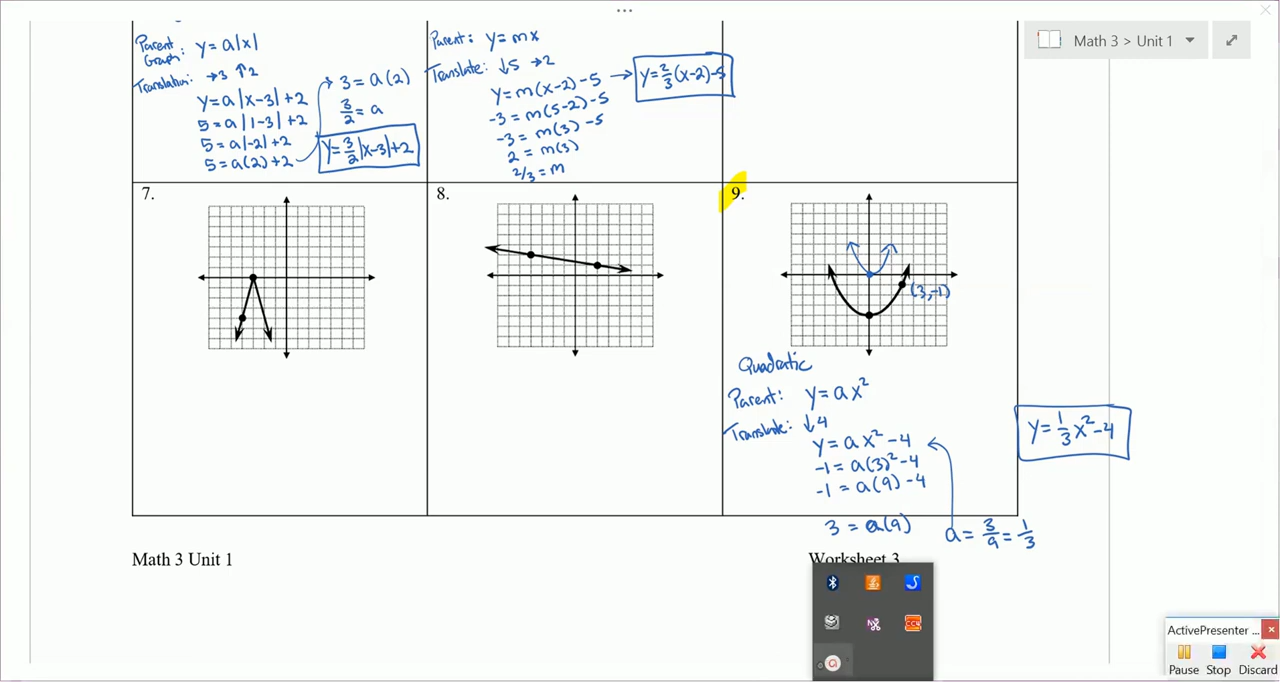 Math 3 > Unit 1
Parent Graph: y = a|x|
Translation: →3 ↑2
y = a|x-3|+2
5 = a|1-3|+2
5 = a|-2|+2
5 = a(2)+2
3 = a(2)
3/2 = a
y = 3/2|x-3|+2
Parent: y = mx
Translate: ↓5 →2
y = m(x-2)-5
-3 = m(5-2)-5
-3 = m(3)-5
2 = m(3)
2/3 = m
y = 2/3(x-2)-5
7.
8.
9.
(3,-1)
Quadratic
Parent: y = ax²
Translate: ↓4
y = ax²-4
-1 = a(3)²-4
-1 = a(9)-4
3 = a(9)
a = 3/9 = 1/3
y = 1/3x²-4
Math 3 Unit 1
Worksheet 3
ActivePresenter ...
Pause Stop Discard